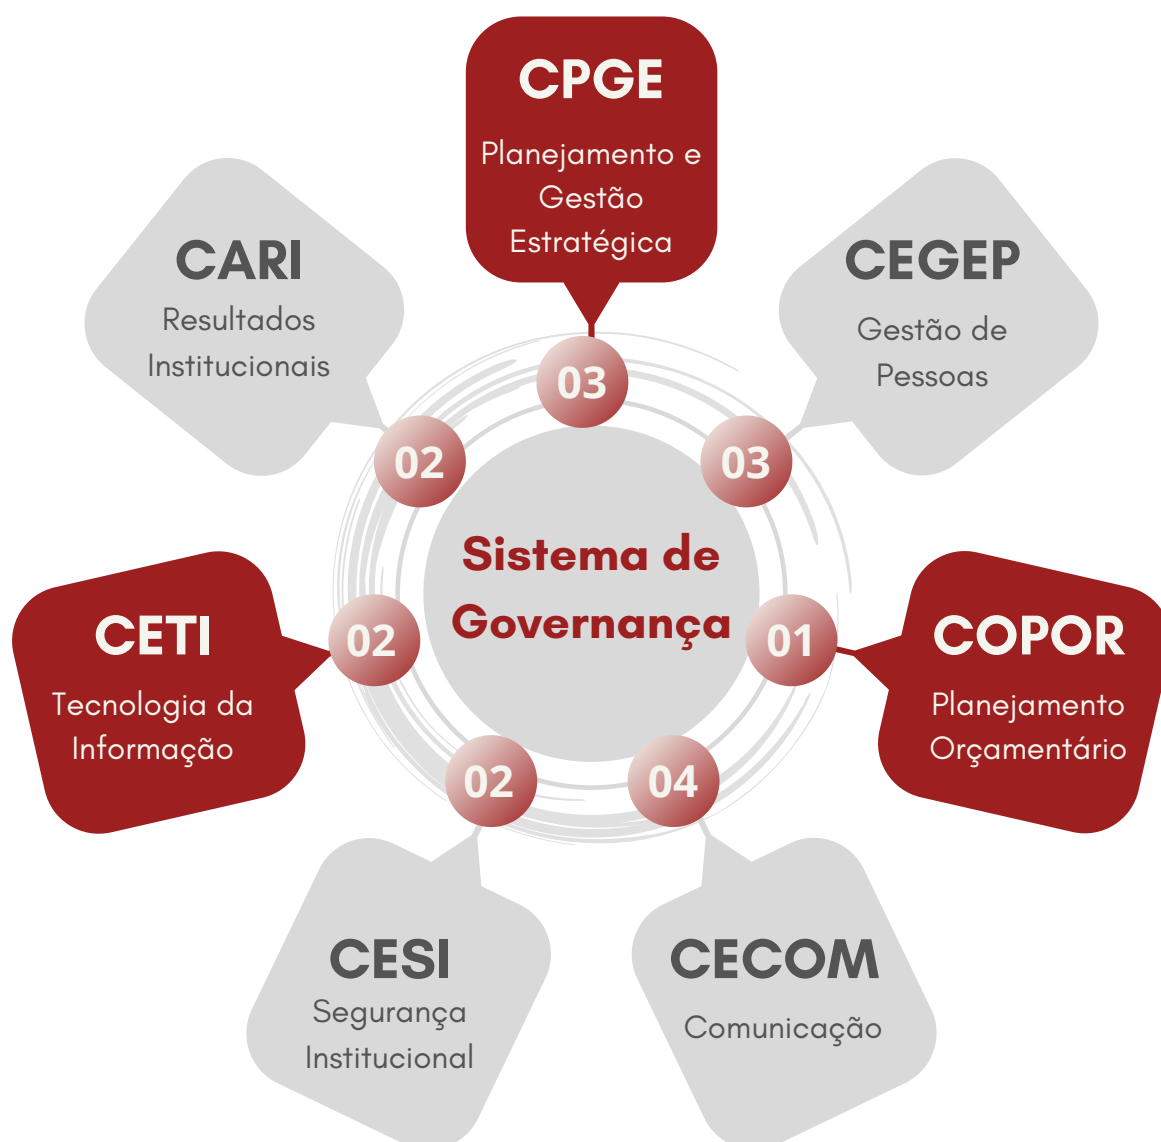 CPGE
Planejamento e
Gestão
Estratégica
03
CEGEP
Gestão de
Pessoas
03
COPOR
Planejamento
Orçamentário
01
CECOM
Comunicação
04
CESI
Segurança
Institucional
02
CETI
Tecnologia da
Informação
02
CARI
Resultados
Institucionais
02
Sistema de
Governança